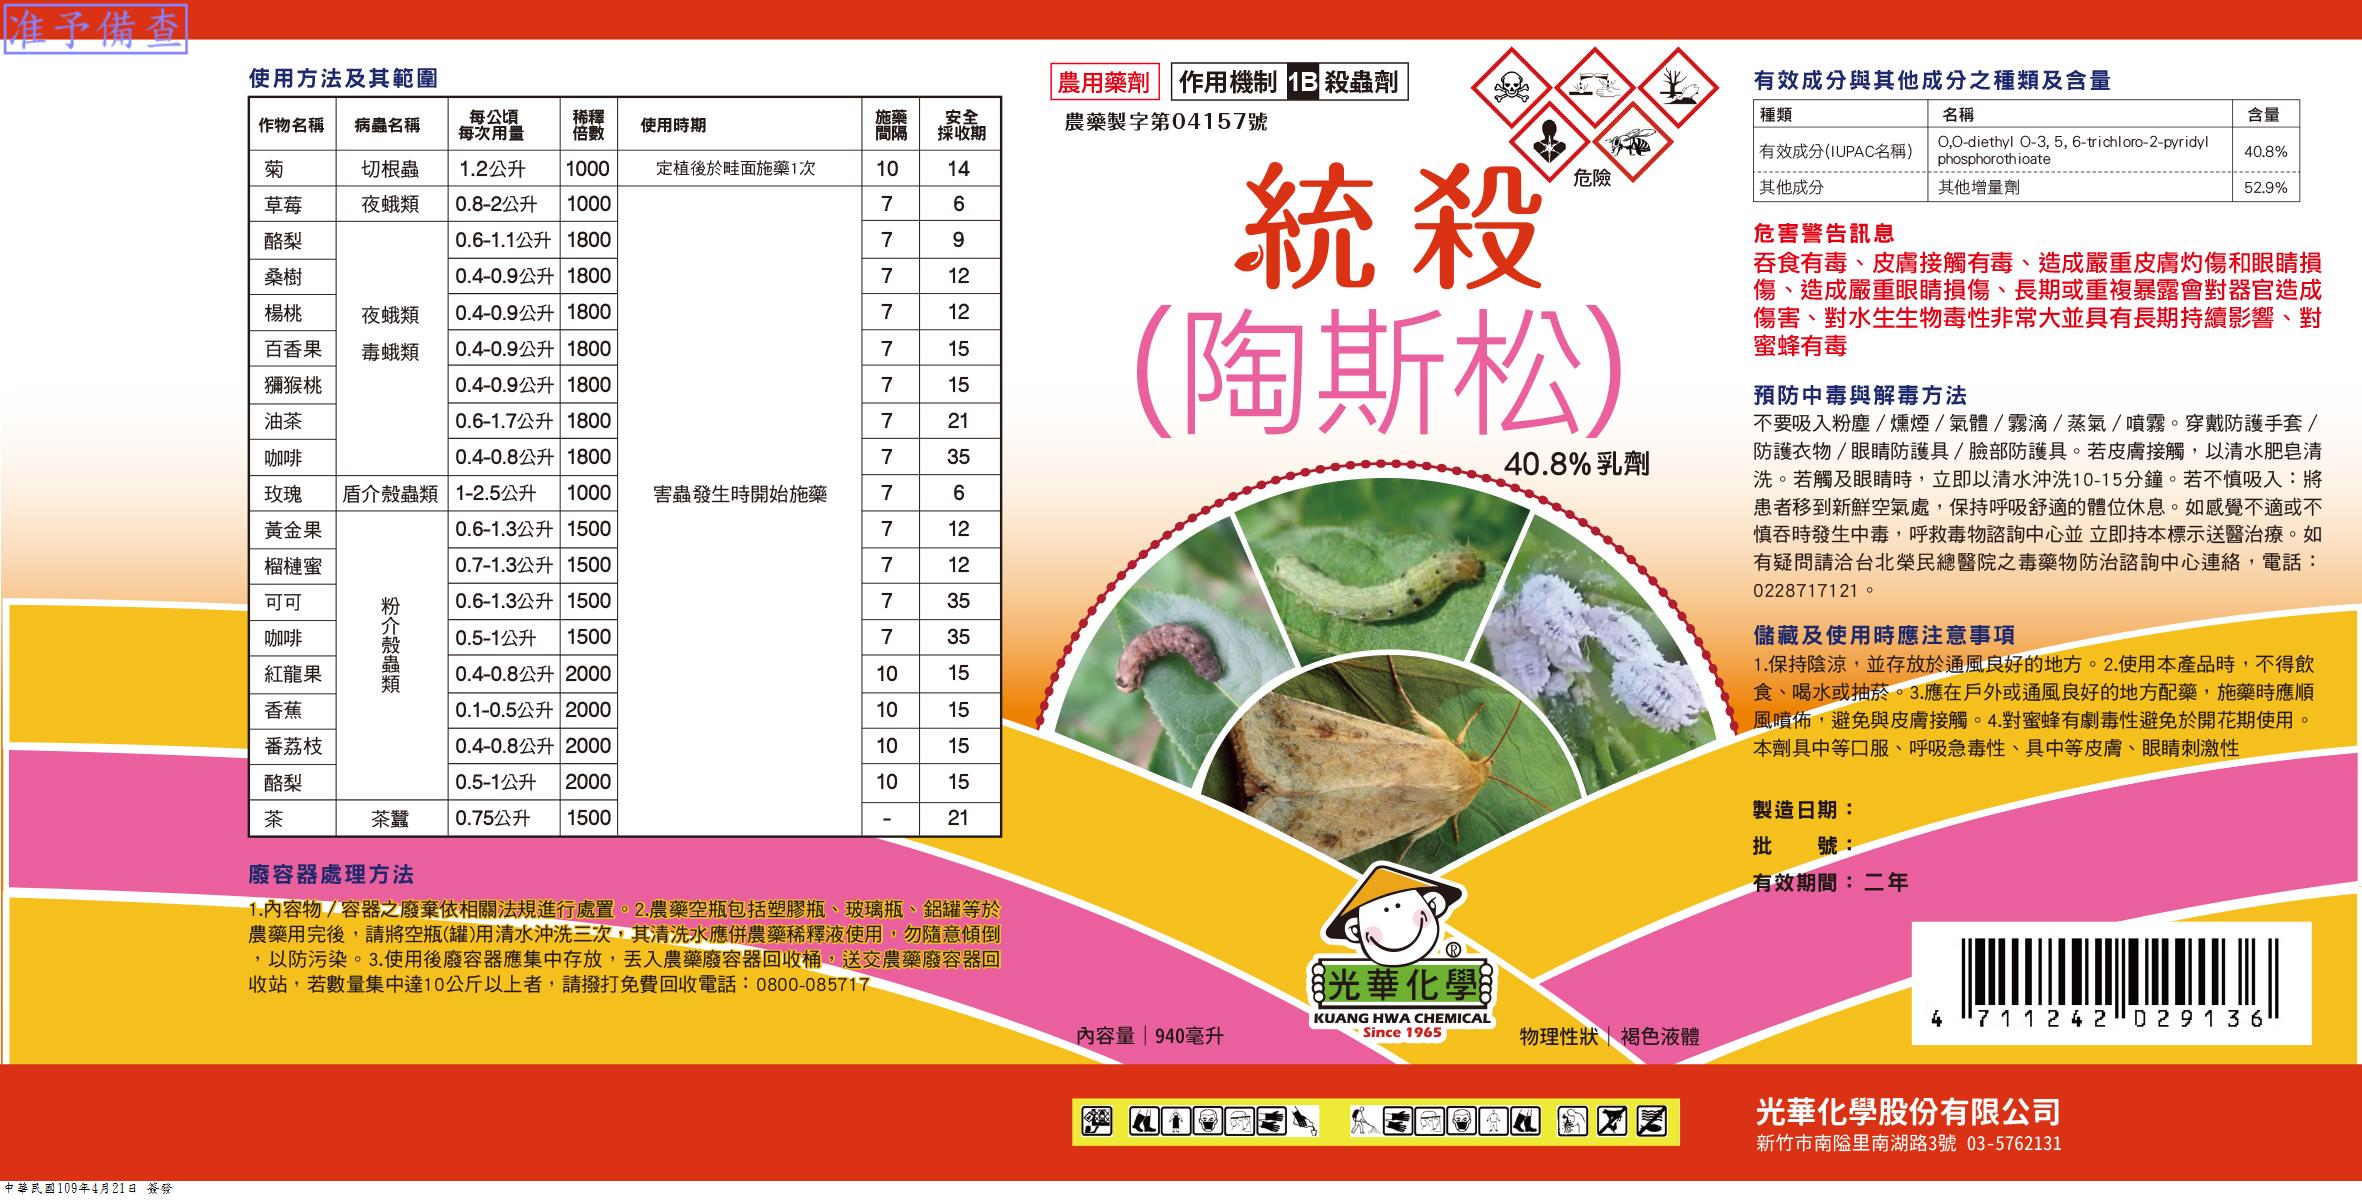 准予備查
使用方法及其範圍
作物名稱 病蟲名稱 每公頃每次用量 稀釋倍數 使用時期 施藥間隔 安全採收期
菊 切根蟲 1.2公升 1000 定植後於畦面施藥1次 10 14
草莓 夜蛾類 0.8-2公升 1000 7 6
酪梨 0.6-1.1公升 1800 7 9
桑樹 0.4-0.9公升 1800 7 12
楊桃 夜蛾類 0.4-0.9公升 1800 7 12
百香果 毒蛾類 0.4-0.9公升 1800 7 15
獼猴桃 0.4-0.9公升 1800 7 15
油茶 0.6-1.7公升 1800 7 21
咖啡 0.4-0.8公升 1800 7 35
玫瑰 盾介殼蟲類 1-2.5公升 1000 害蟲發生時開始施藥 7 6
黃金果 0.6-1.3公升 1500 7 12
榴槤蜜 0.7-1.3公升 1500 7 12
可可 粉介殼蟲類 0.6-1.3公升 1500 7 35
咖啡 0.5-1公升 1500 7 35
紅龍果 0.4-0.8公升 2000 10 15
香蕉 0.1-0.5公升 2000 10 15
番荔枝 0.4-0.8公升 2000 10 15
酪梨 0.5-1公升 2000 10 15
茶 茶蠶 0.75公升 1500 - 21
廢容器處理方法
1.內容物/容器之廢棄依相關法規進行處置。2.農藥空瓶包括塑膠瓶、玻璃瓶、鋁罐等於
農藥用完後，請將空瓶(罐)用清水沖洗三次，其清洗水應併農藥稀釋液使用，勿隨意傾倒
，以防污染。3.使用後廢容器應集中存放，丟入農藥廢容器回收桶，送交農藥廢容器回
收站，若數量集中達10公斤以上者，請撥打免費回收電話：0800-085717
農用藥劑 作用機制 1B 殺蟲劑
農藥製字第04157號
危險
統殺
(陶斯松)
40.8%乳劑
®
光華化學
KUANG HWA CHEMICAL
Since 1965
內容量｜940毫升
物理性狀｜褐色液體
有效成分與其他成分之種類及含量
種類 名稱 含量
有效成分(IUPAC名稱) O,O-diethyl O-3, 5, 6-trichloro-2-pyridyl phosphorothioate 40.8%
其他成分 其他增量劑 52.9%
危害警告訊息
吞食有毒、皮膚接觸有毒、造成嚴重皮膚灼傷和眼睛損
傷、造成嚴重眼睛損傷、長期或重複暴露會對器官造成
傷害、對水生生物毒性非常大並具有長期持續影響、對
蜜蜂有毒
預防中毒與解毒方法
不要吸入粉塵/燻煙/氣體/霧滴/蒸氣/噴霧。穿戴防護手套/
防護衣物/眼睛防護具/臉部防護具。若皮膚接觸，以清水肥皂清
洗。若觸及眼睛時，立即以清水沖洗10-15分鐘。若不慎吸入：將
患者移到新鮮空氣處，保持呼吸舒適的體位休息。如感覺不適或不
慎吞時發生中毒，呼救毒物諮詢中心並 立即持本標示送醫治療。如
有疑問請洽台北榮民總醫院之毒藥物防治諮詢中心連絡，電話：
0228717121。
儲藏及使用時應注意事項
1.保持陰涼，並存放於通風良好的地方。2.使用本產品時，不得飲
食、喝水或抽菸。3.應在戶外或通風良好的地方配藥，施藥時應順
風噴佈，避免與皮膚接觸。4.對蜜蜂有劇毒性避免於開花期使用。
本劑具中等口服、呼吸急毒性、具中等皮膚、眼睛刺激性
製造日期：
批　　號：
有效期間：二年
4 711242 029136
光華化學股份有限公司
新竹市南隘里南湖路3號 03-5762131
中華民國109年4月21日 簽發